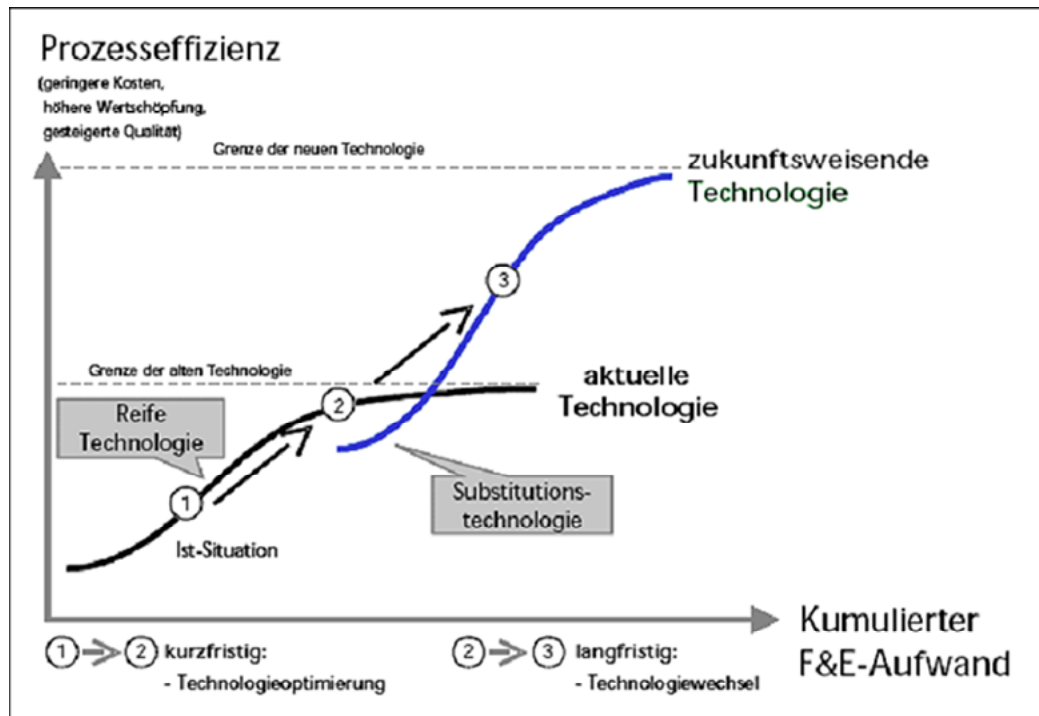 Prozesseffizienz
(geringere Kosten,
höhere Wertschöpfung,
gesteigerte Qualität)
Grenze der neuen Technologie
zukunftsweisende
Technologie
3
Grenze der alten Technologie
aktuelle
Technologie
2
Reife
Technologie
1
Substitutions-
technologie
Ist-Situation
Kumulierter
F&E-Aufwand
1 2 kurzfristig:
- Technologieoptimierung
2 3 langfristig:
- Technologiewechsel